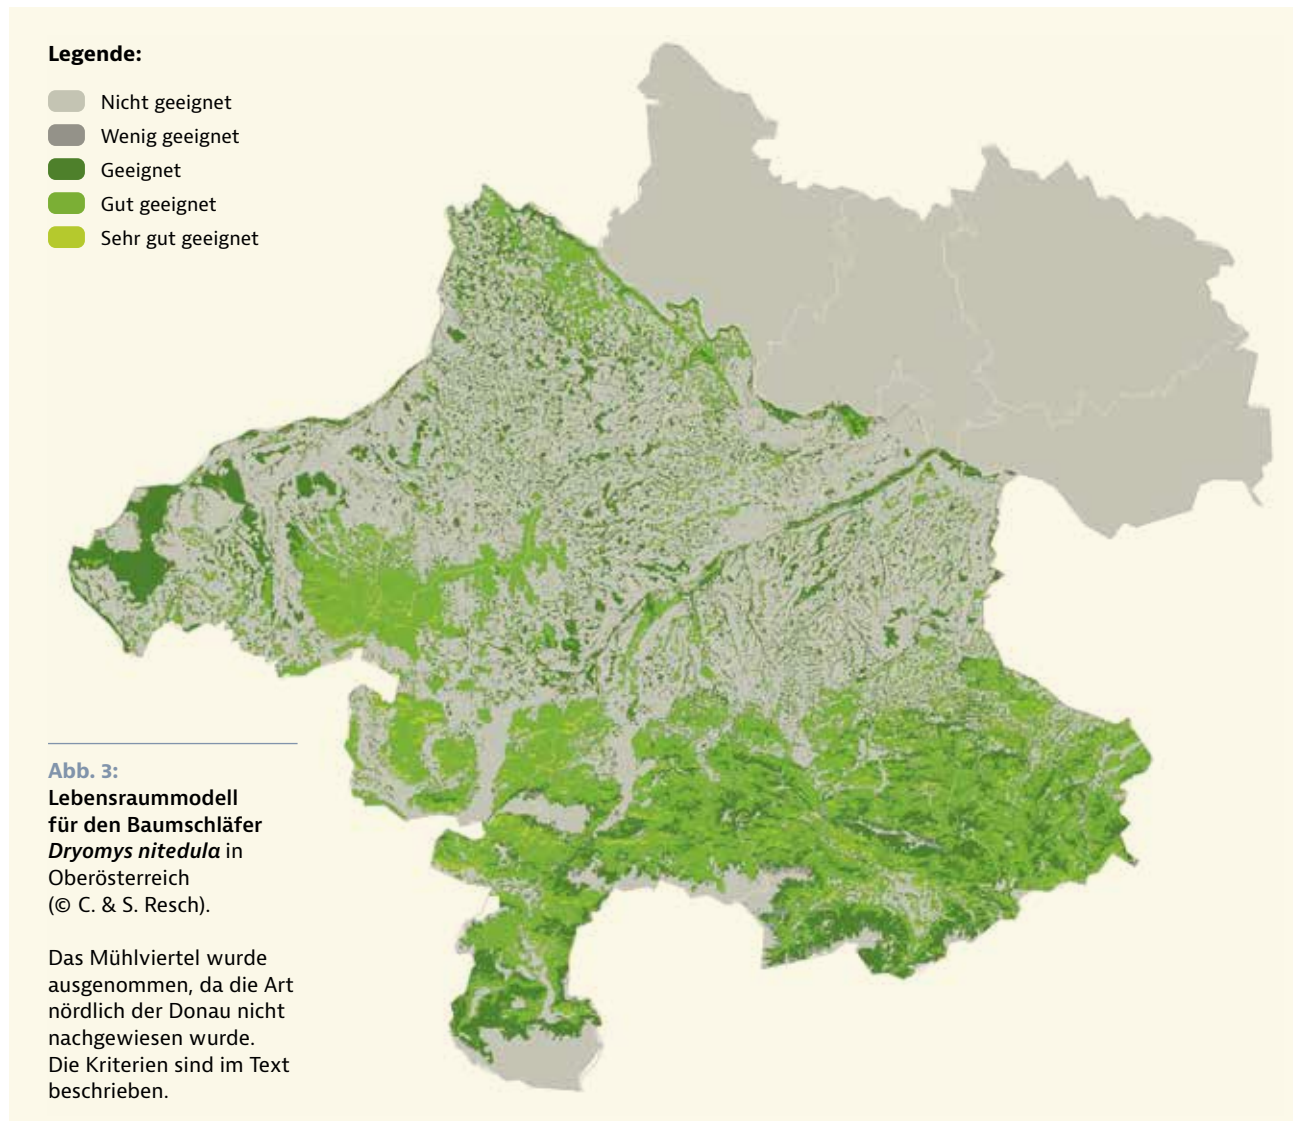 Legende:
Nicht geeignet
Wenig geeignet
Geeignet
Gut geeignet
Sehr gut geeignet
Abb. 3:
Lebensraummodell
für den Baumschläfer
Dryomys nitedula in
Oberösterreich
(© C. & S. Resch).
Das Mühlviertel wurde
ausgenommen, da die Art
nördlich der Donau nicht
nachgewiesen wurde.
Die Kriterien sind im Text
beschrieben.